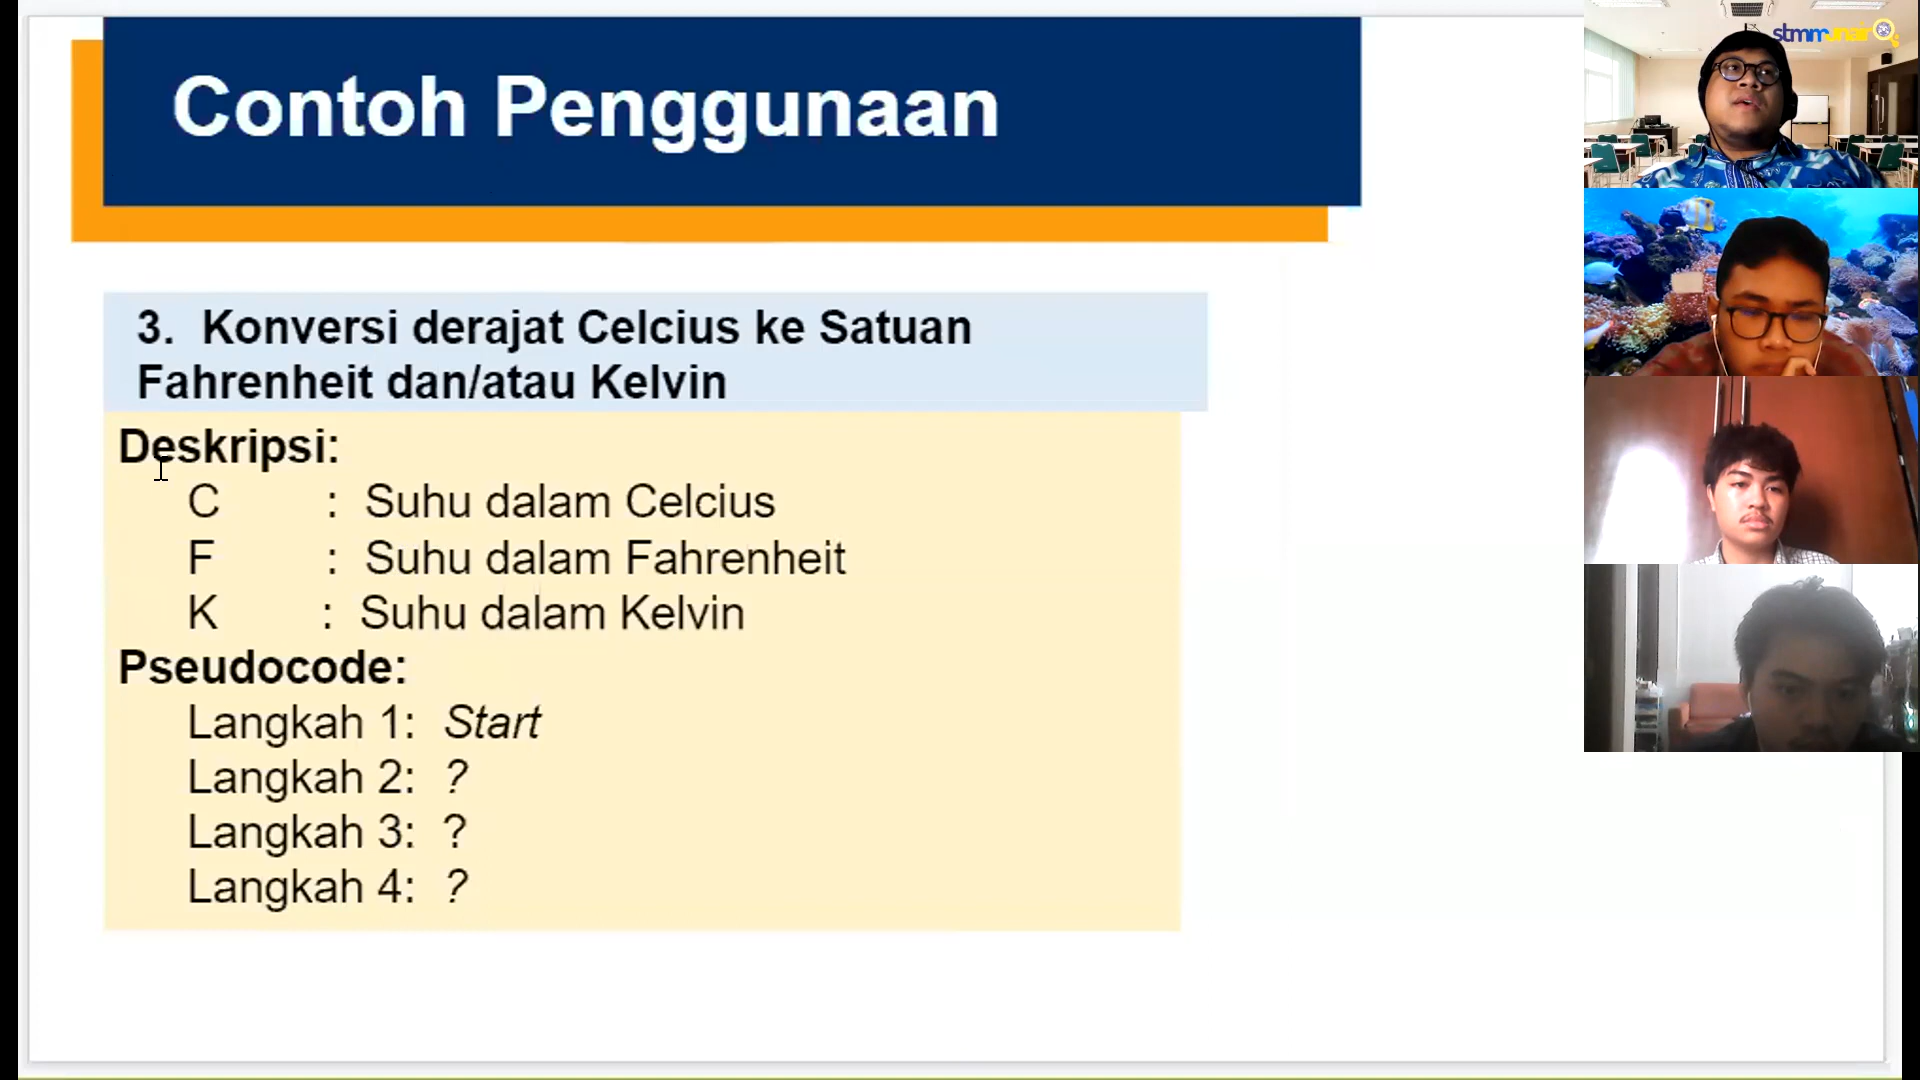 Contoh Penggunaan
3. Konversi derajat Celcius ke Satuan
Fahrenheit dan/atau Kelvin
Deskripsi:
C : Suhu dalam Celcius
F : Suhu dalam Fahrenheit
K : Suhu dalam Kelvin
Pseudocode:
Langkah 1: Start
Langkah 2: ?
Langkah 3: ?
Langkah 4: ?